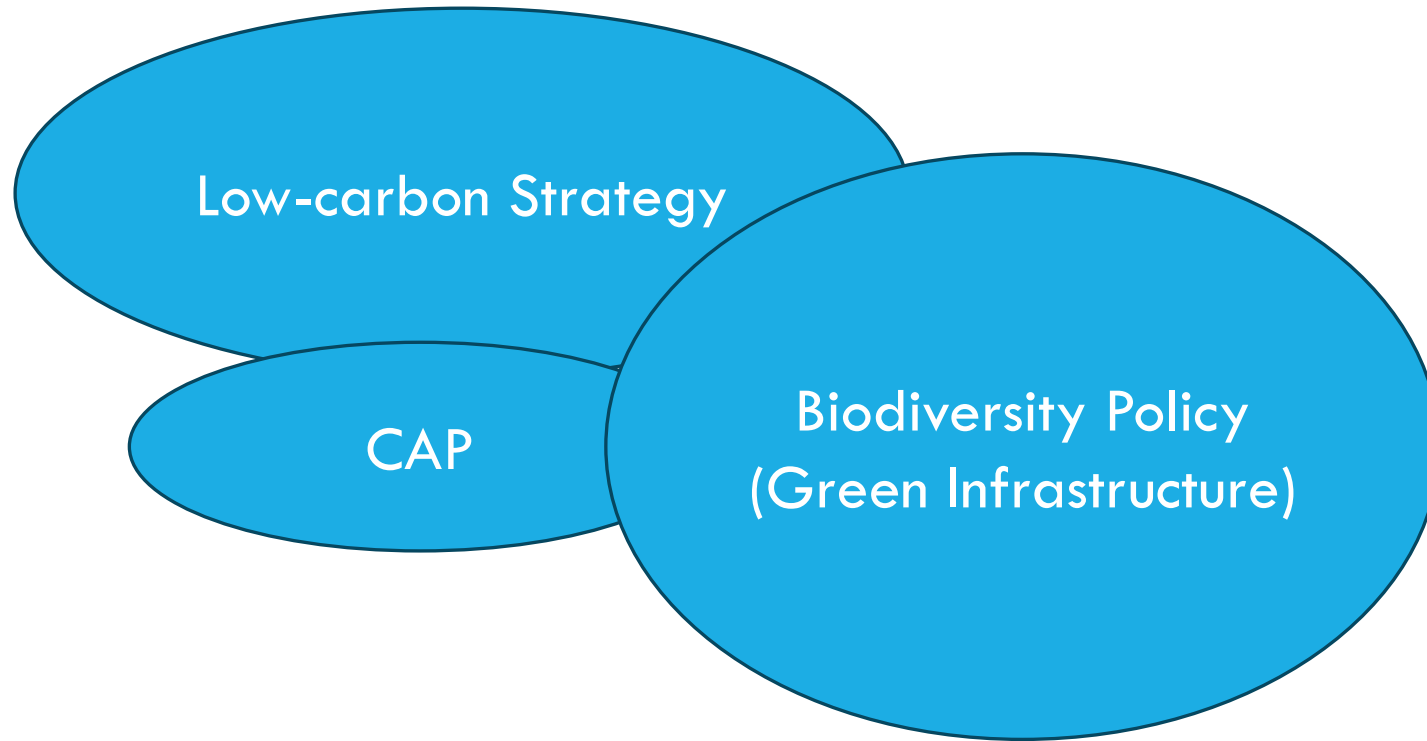 Low-carbon Strategy
CAP
Biodiversity Policy
(Green Infrastructure)